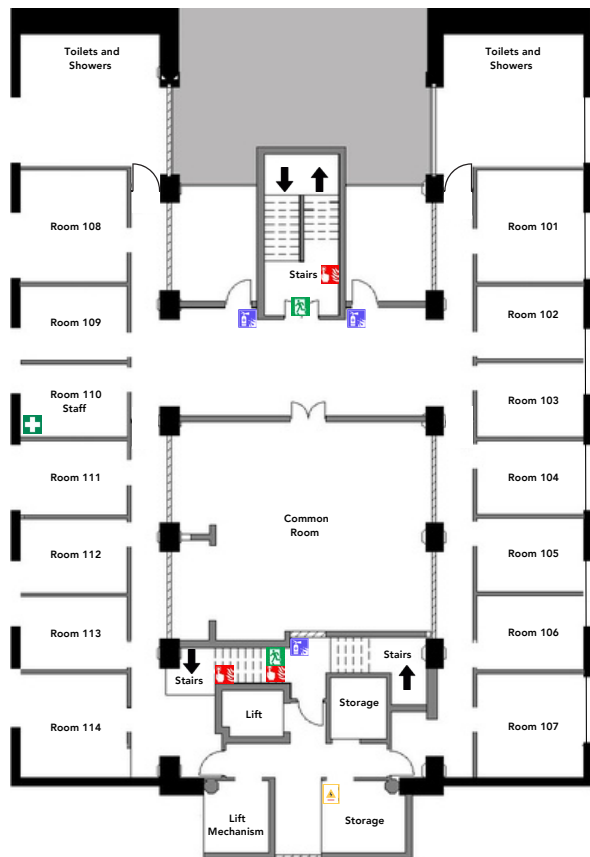 Toilets and
Showers
Toilets and
Showers
Room 108
Room 101
Stairs
Room 109
Room 102
Room 110
Staff
Room 103
Room 111
Room 104
Common
Room
Room 112
Room 105
Room 113
Room 106
Stairs
Stairs
Lift
Storage
Room 114
Room 107
Lift
Mechanism
Storage